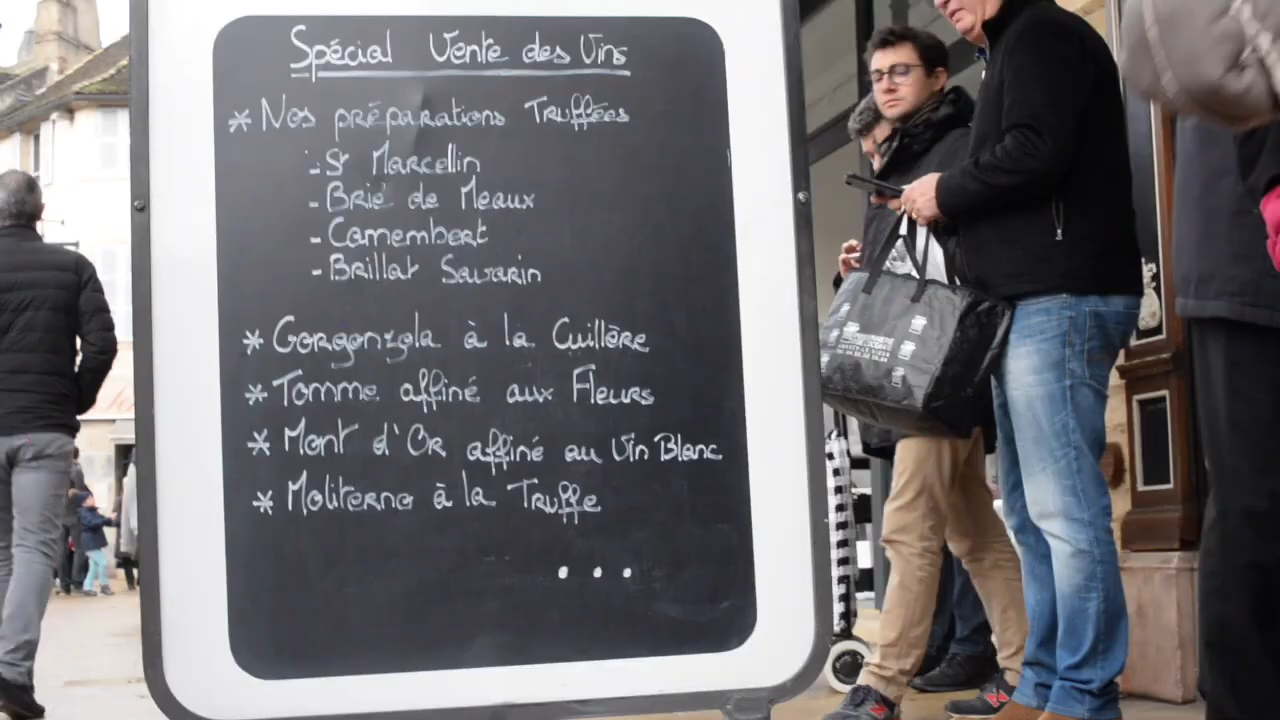 Spécial Vente des Vins
* Nos préparations Truffées
- St Marcellin
- Brie de Meaux
- Camembert
- Brillat Savarin
* Gorgonzola à la Cuillère
* Tomme affiné aux Fleurs
* Mont d'Or affiné au Vin Blanc
* Moliterno à la Truffe
...